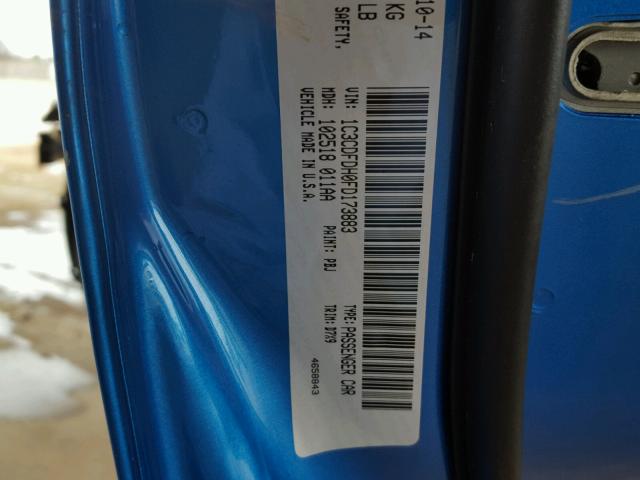 10-14
KG
LB
SAFETY,
VIN: 1C3CDFDH0FD173883
TYPE: PASSENGER CAR
MDH: 102518 011AA
PAINT: PBJ
TRIM: D7X9
VEHICLE MADE IN U.S.A.
4658843